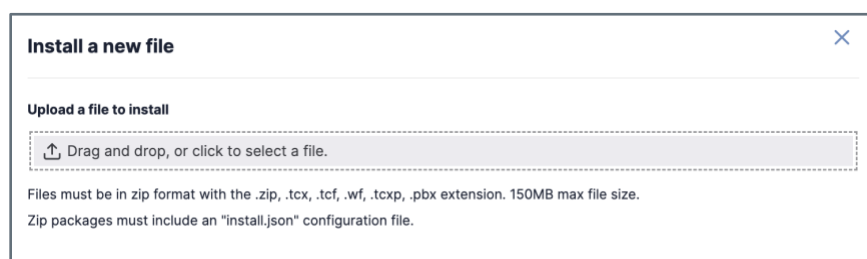 Install a new file
Upload a file to install
Drag and drop, or click to select a file.
Files must be in zip format with the .zip, .tcx, .tcf, .wf, .tcxp, .pbx extension. 150MB max file size.
Zip packages must include an "install.json" configuration file.